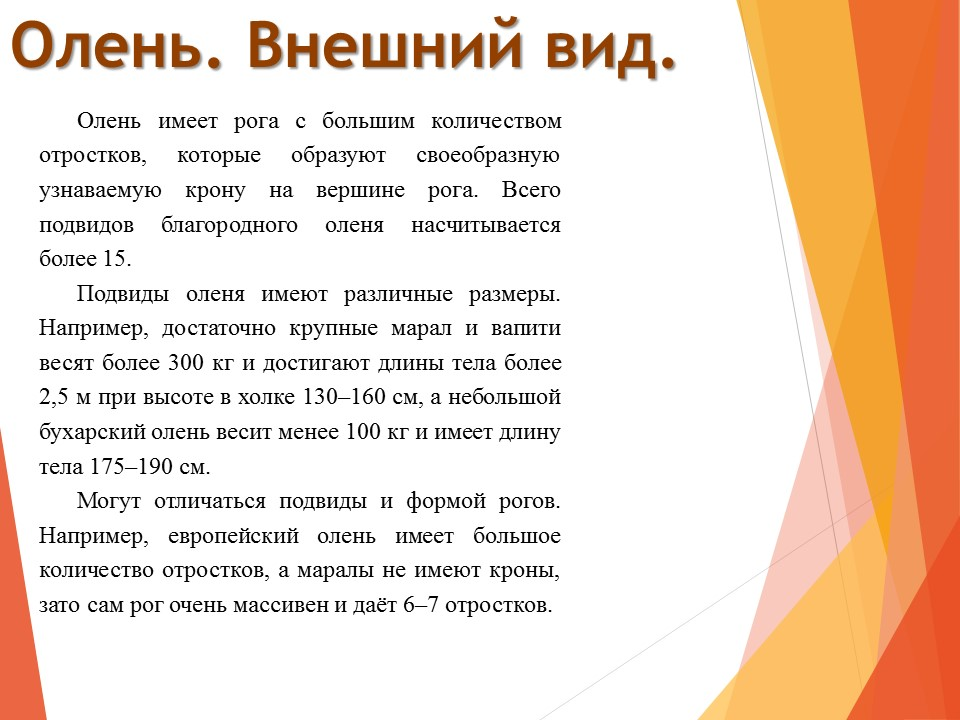 Олень. Внешний вид.
Олень имеет рога с большим количеством
отростков, которые образуют своеобразную
узнаваемую крону на вершине рога. Всего
подвидов благородного оленя насчитывается
более 15.
Подвиды оленя имеют различные размеры.
Например, достаточно крупные марал и вапити
весят более 300 кг и достигают длины тела более
2,5 м при высоте в холке 130–160 см, а небольшой
бухарский олень весит менее 100 кг и имеет длину
тела 175–190 см.
Могут отличаться подвиды и формой рогов.
Например, европейский олень имеет большое
количество отростков, а маралы не имеют кроны,
зато сам рог очень массивен и даёт 6–7 отростков.